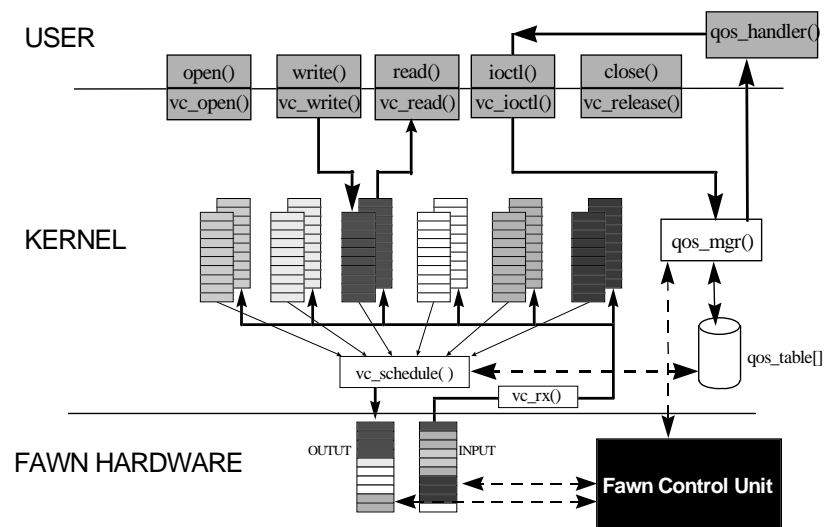 USER
qos_handler()
open()
write()
read()
ioctl()
close()
vc_open()
vc_write()
vc_read()
vc_ioctl()
vc_release()
KERNEL
qos_mgr()
qos_table[]
vc_schedule( )
vc_rx()
FAWN HARDWARE
OUTUT
INPUT
Fawn Control Unit